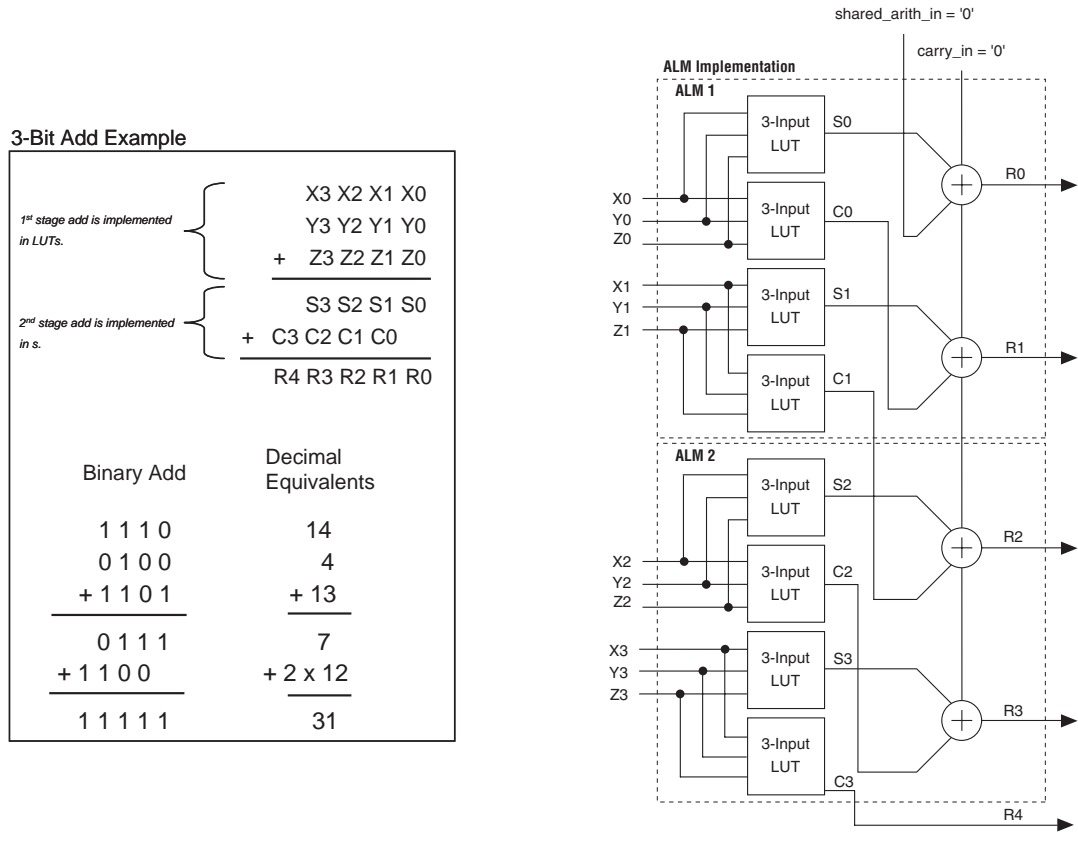 3-Bit Add Example
1st stage add is implemented
in LUTs.
X3 X2 X1 X0
Y3 Y2 Y1 Y0
+ Z3 Z2 Z1 Z0
2nd stage add is implemented
in s.
S3 S2 S1 S0
+ C3 C2 C1 C0
R4 R3 R2 R1 R0
Binary Add
1 1 1 0
0 1 0 0
+ 1 1 0 1
0 1 1 1
+ 1 1 0 0
1 1 1 1 1
Decimal
Equivalents
14
4
+ 13
7
+ 2 x 12
31
shared_arith_in = '0'
carry_in = '0'
ALM Implementation
ALM 1
3-Input
LUT
S0
R0
X0
Y0
Z0
3-Input
LUT
C0
X1
Y1
Z1
3-Input
LUT
S1
R1
3-Input
LUT
C1
ALM 2
3-Input
LUT
S2
R2
X2
Y2
Z2
3-Input
LUT
C2
X3
Y3
Z3
3-Input
LUT
S3
R3
3-Input
LUT
C3
R4